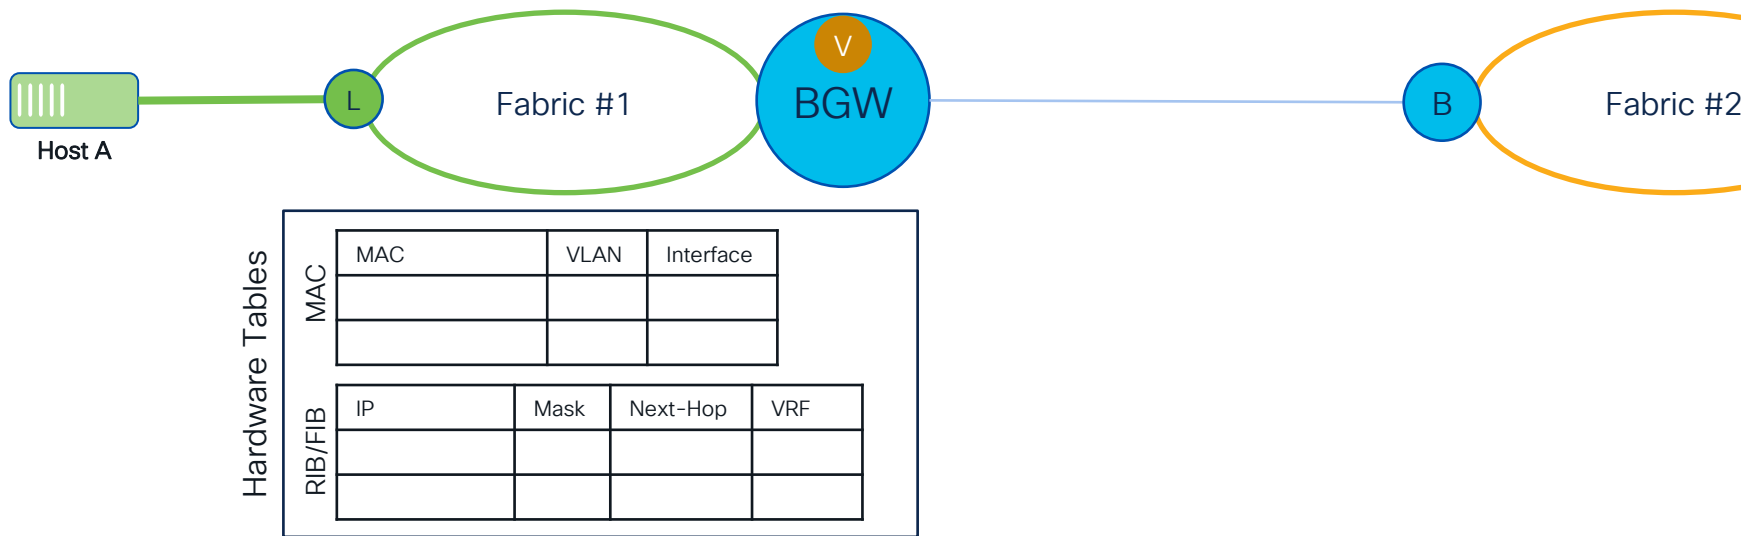 V
L
Fabric #1
BGW
B
Fabric #2
Host A
Hardware Tables
MAC
MAC VLAN Interface
RIB/FIB
IP Mask Next-Hop VRF